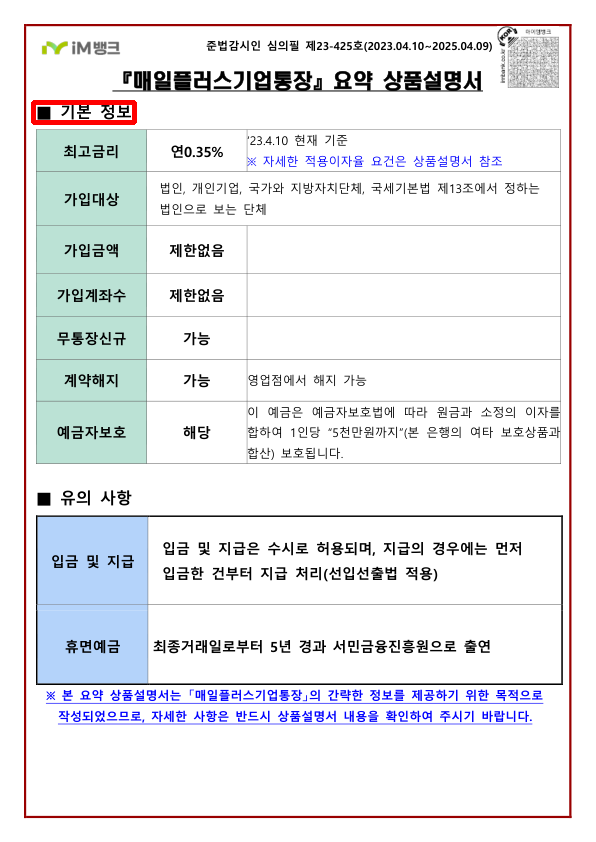 iM뱅크
준법감시인 심의필 제23-425호(2023.04.10~2025.04.09)
아이엠뱅크
imbank.co.kr
『매일플러스기업통장』 요약 상품설명서
■ 기본 정보
최고금리
연0.35%
'23.4.10 현재 기준
※ 자세한 적용이자율 요건은 상품설명서 참조
가입대상
법인, 개인기업, 국가와 지방자치단체, 국세기본법 제13조에서 정하는
법인으로 보는 단체
가입금액
제한없음
가입계좌수
제한없음
무통장신규
가능
계약해지
가능
영업점에서 해지 가능
예금자보호
해당
이 예금은 예금자보호법에 따라 원금과 소정의 이자를
합하여 1인당 "5천만원까지"(본 은행의 여타 보호상품과
합산) 보호됩니다.
■ 유의 사항
입금 및 지급
입금 및 지급은 수시로 허용되며, 지급의 경우에는 먼저
입금한 건부터 지급 처리(선입선출법 적용)
휴면예금
최종거래일로부터 5년 경과 서민금융진흥원으로 출연
※ 본 요약 상품설명서는 「매일플러스기업통장」의 간략한 정보를 제공하기 위한 목적으로
작성되었으므로, 자세한 사항은 반드시 상품설명서 내용을 확인하여 주시기 바랍니다.